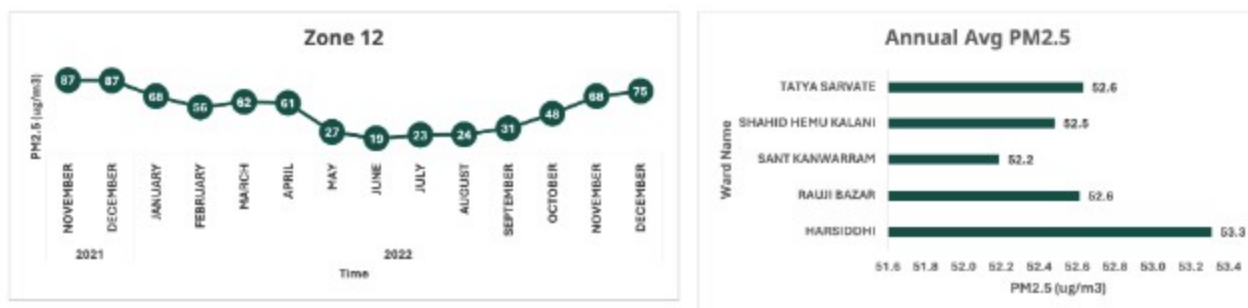 Zone 12
PM2.5 (ug/m3)
87 87 68 56 62 61 27 19 23 24 31 48 68 75
NOVEMBER DECEMBER JANUARY FEBRUARY MARCH APRIL MAY JUNE JULY AUGUST SEPTEMBER OCTOBER NOVEMBER DECEMBER
2021 2022
Time
Annual Avg PM2.5
Ward Name
TATYA SARVATE 52.6
SHAHID HEMU KALANI 52.5
SANT KANWARRAM 52.2
RAUJI BAZAR 52.6
HARSIDDHI 53.3
51.6 51.8 52.0 52.2 52.4 52.6 52.8 53.0 53.2 53.4
PM2.5 (ug/m3)